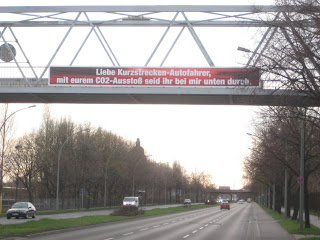 Liebe Kurzstrecken-Autofahrer,
mit eurem CO2-Ausstoß seid ihr bei mir unten durch.